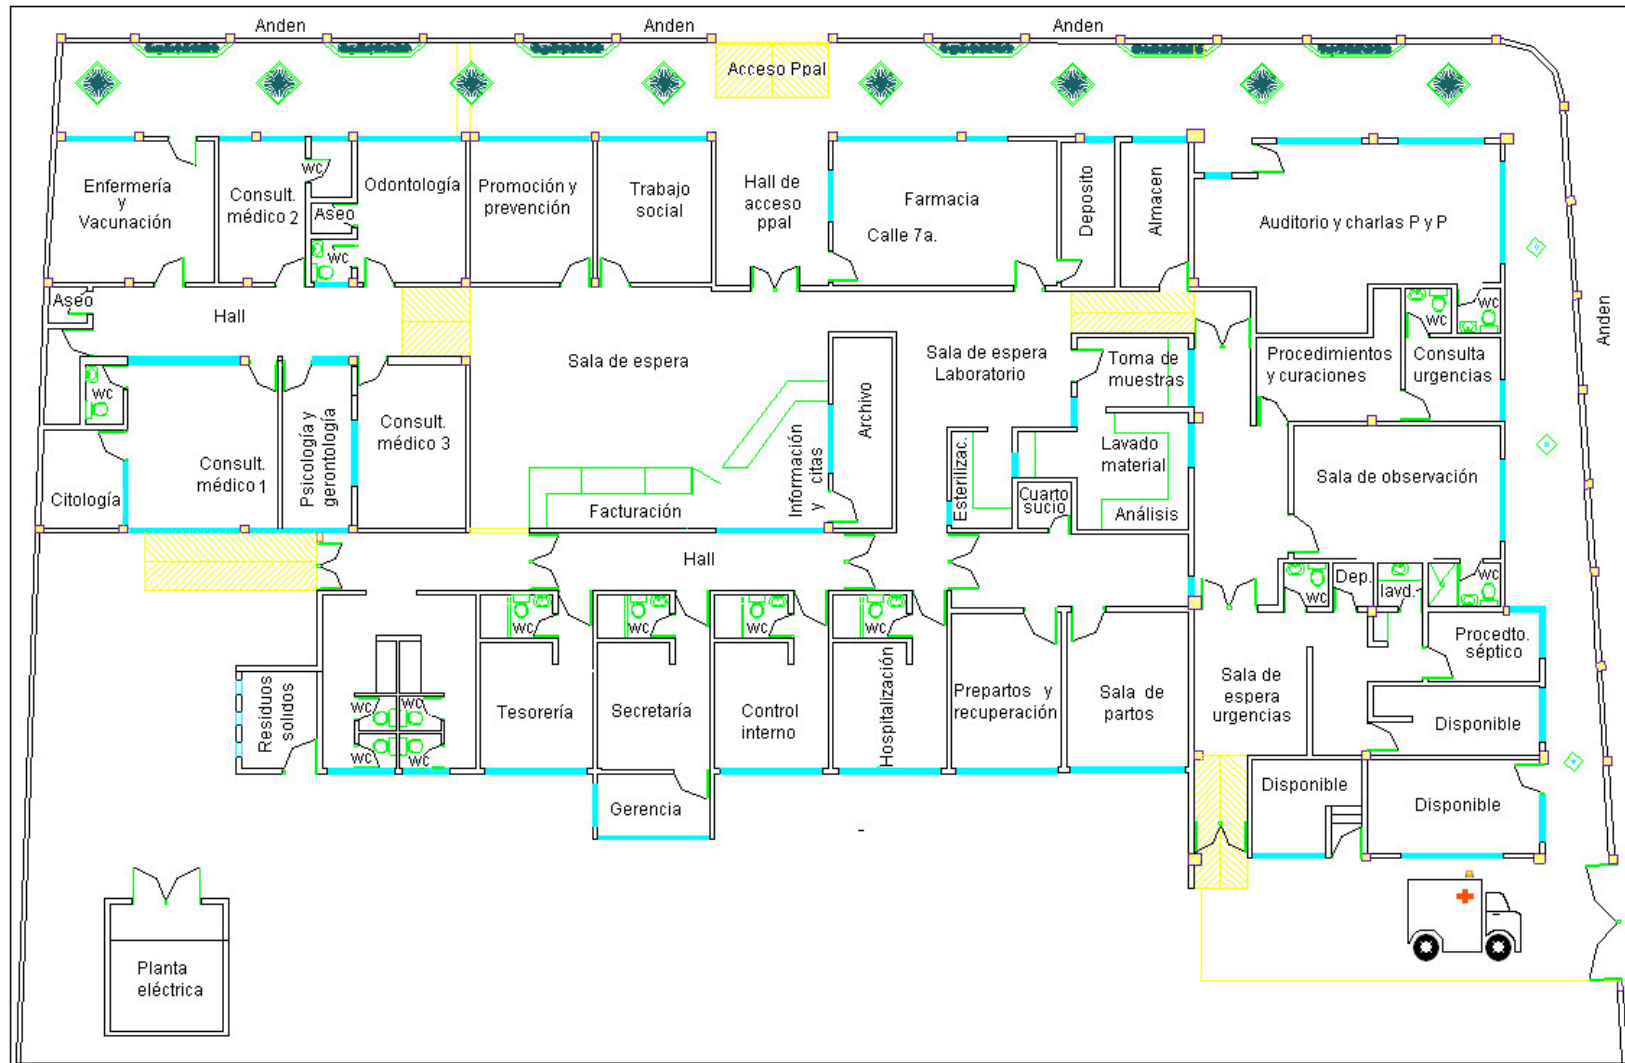 Anden
Anden
Anden
Acceso Ppal
Enfermería
y
Vacunación
Consult.
médico 2
WC
Aseo
WC
Odontología
Promoción y
prevención
Trabajo
social
Hall de
acceso
ppal
Farmacia
Calle 7a.
Deposito
Almacen
Auditorio y charlas P y P
Anden
Aseo
Hall
Sala de espera
Sala de espera
Laboratorio
Toma de
muestras
Procedimientos
y curaciones
WC
WC
Consulta
urgencias
WC
Citología
Consult.
médico 1
Psicología y
gerontología
Consult.
médico 3
Facturación
Información
y citas
Archivo
Esterilizac.
Cuarto
sucio
Lavado
material
Análisis
Sala de observación
Hall
WC
Dep.
lavd.
WC
Residuos
solidos
WC
WC
WC
WC
WC
Tesorería
WC
Secretaría
WC
Control
interno
WC
Hospitalización
Prepartos y
recuperación
Sala de
partos
Sala de
espera
urgencias
Procedto.
séptico
Disponible
Disponible
Disponible
Gerencia
Planta
eléctrica